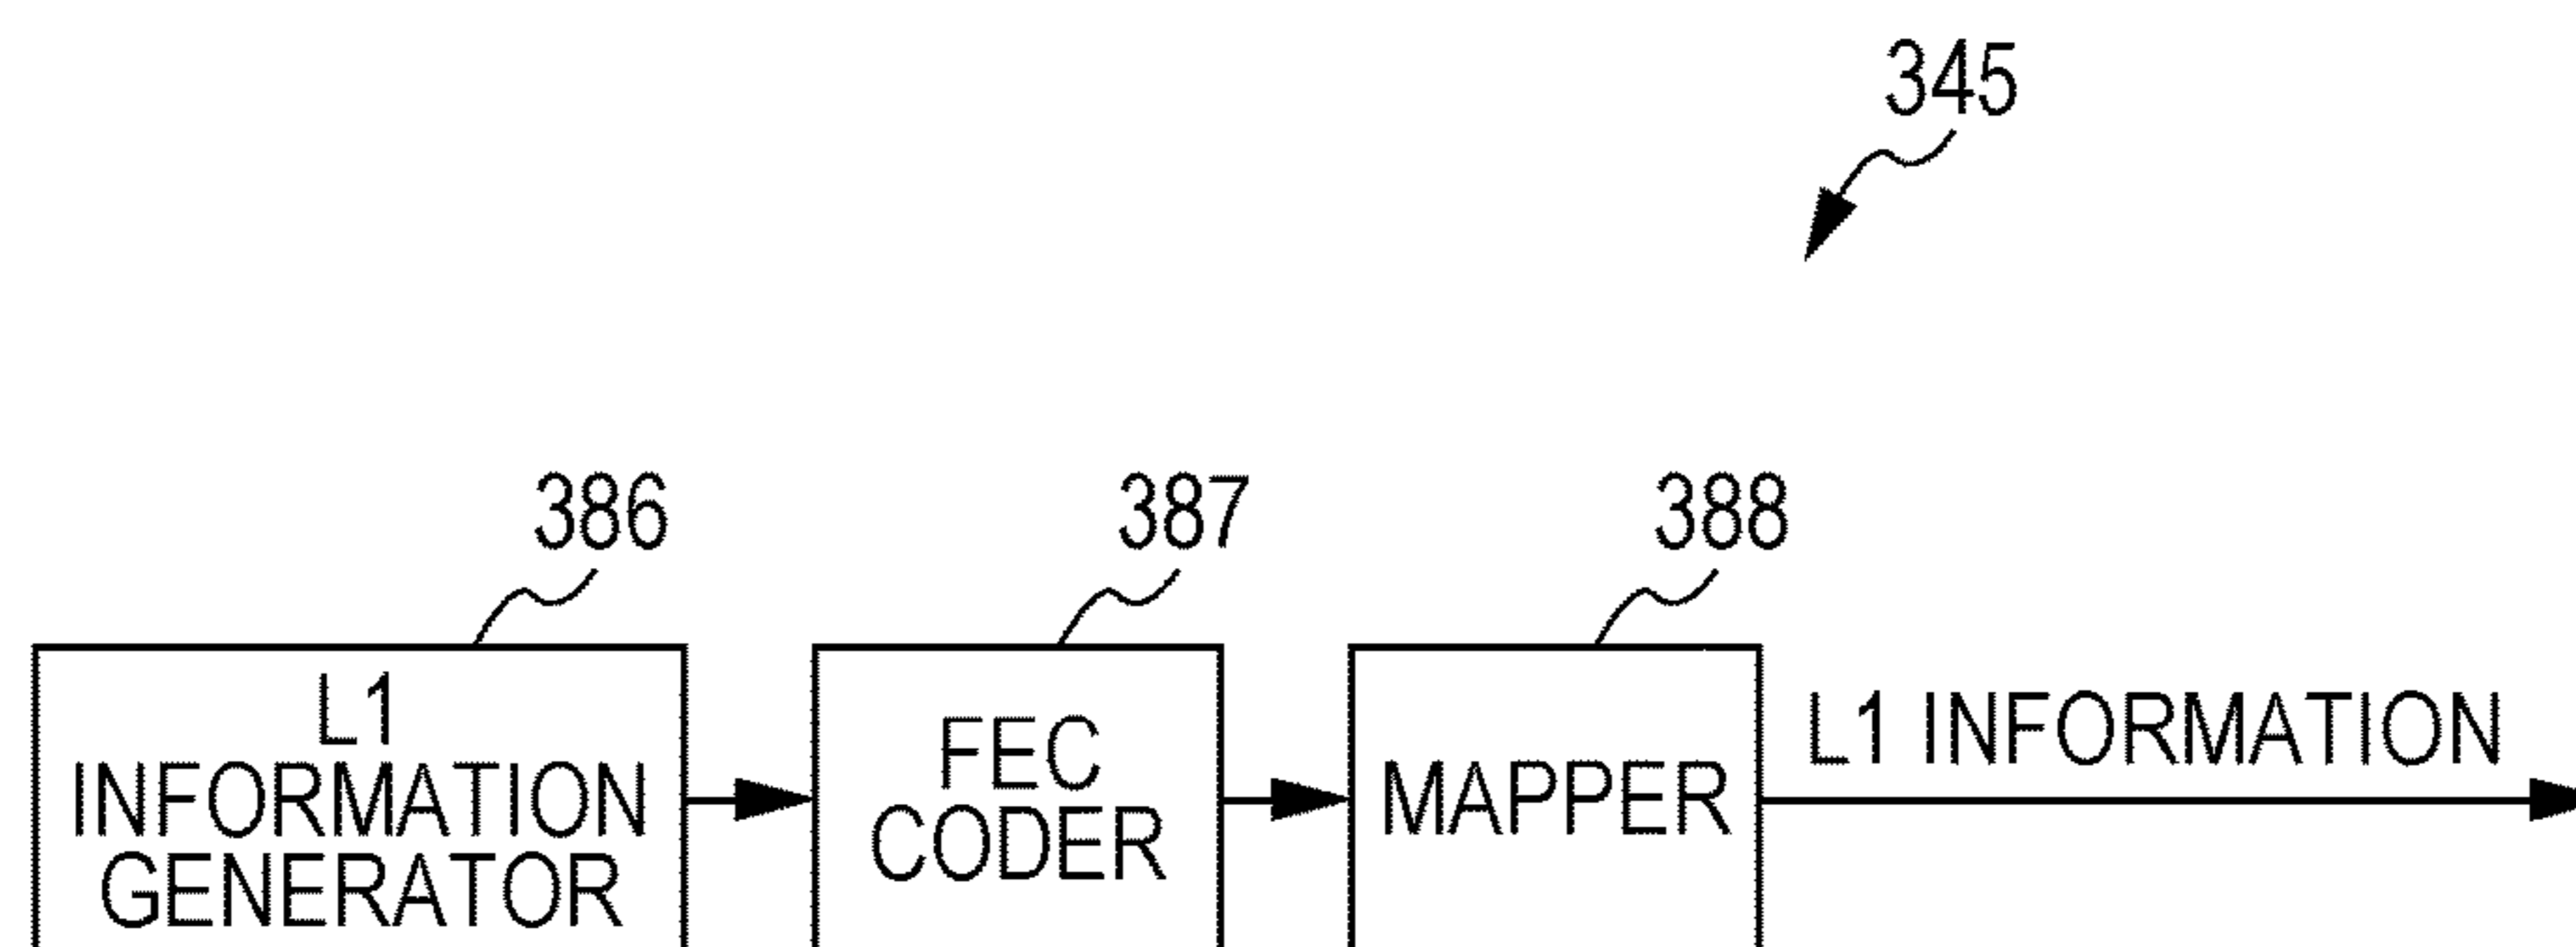 345
386
387
388
L1
INFORMATION
GENERATOR
FEC
CODER
MAPPER
L1 INFORMATION